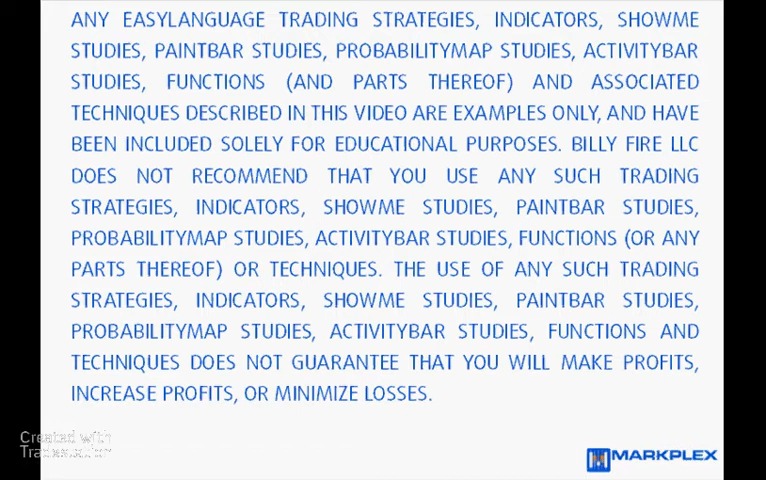 ANY EASYLANGUAGE TRADING STRATEGIES, INDICATORS, SHOWME
STUDIES, PAINTBAR STUDIES, PROBABILITYMAP STUDIES, ACTIVITYBAR
STUDIES, FUNCTIONS (AND PARTS THEREOF) AND ASSOCIATED
TECHNIQUES DESCRIBED IN THIS VIDEO ARE EXAMPLES ONLY, AND HAVE
BEEN INCLUDED SOLELY FOR EDUCATIONAL PURPOSES. BILLY FIRE LLC
DOES NOT RECOMMEND THAT YOU USE ANY SUCH TRADING
STRATEGIES, INDICATORS, SHOWME STUDIES, PAINTBAR STUDIES,
PROBABILITYMAP STUDIES, ACTIVITYBAR STUDIES, FUNCTIONS (OR ANY
PARTS THEREOF) OR TECHNIQUES. THE USE OF ANY SUCH TRADING
STRATEGIES, INDICATORS, SHOWME STUDIES, PAINTBAR STUDIES,
PROBABILITYMAP STUDIES, ACTIVITYBAR STUDIES, FUNCTIONS AND
TECHNIQUES DOES NOT GUARANTEE THAT YOU WILL MAKE PROFITS,
INCREASE PROFITS, OR MINIMIZE LOSSES.
Created with
MARKPLEX